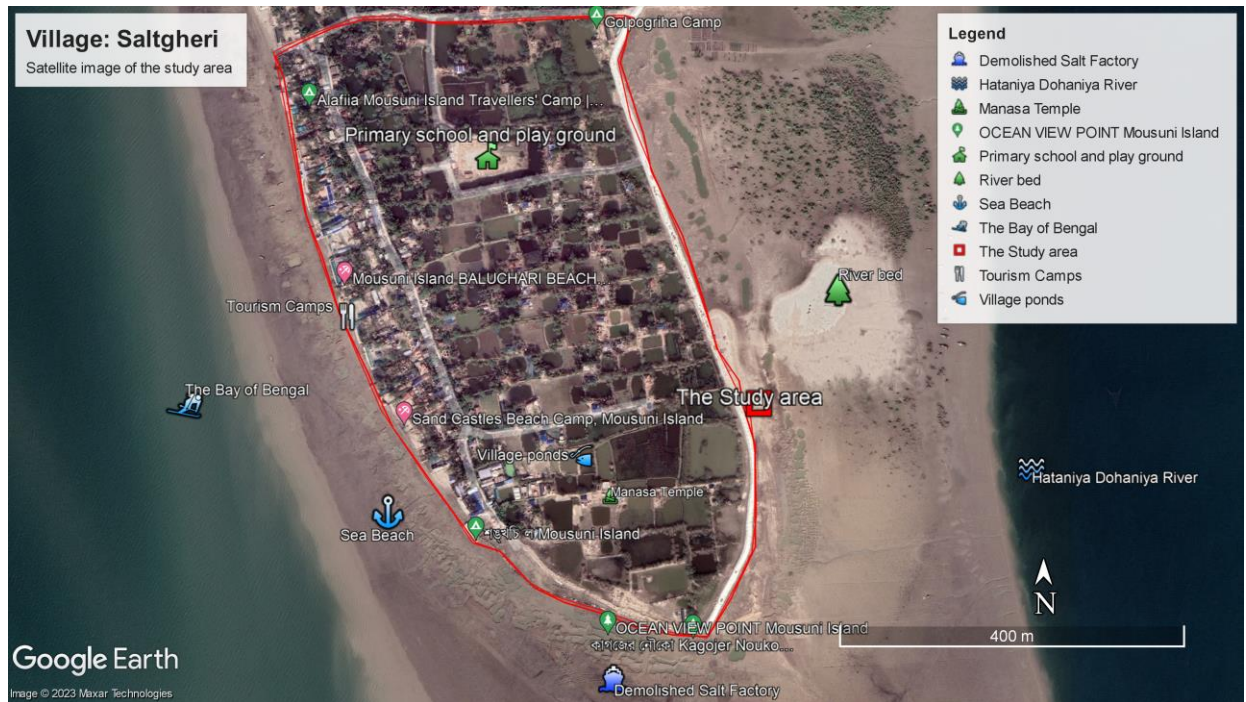 Village: Saltgheri
Satellite image of the study area
Legend
Demolished Salt Factory
Hataniya Dohaniya River
Manasa Temple
OCEAN VIEW POINT Mousuni Island
Primary school and play ground
River bed
Sea Beach
The Bay of Bengal
The Study area
Tourism Camps
Village ponds
Golpogriha Camp
Alafiia Mousuni Island Travellers' Camp |...
Primary school and play ground
River bed
Mousuni Island BALUCHARI BEACH...
Tourism Camps
The Bay of Bengal
The Study area
Sand Castles Beach Camp, Mousuni Island
Village ponds
Hataniya Dohaniya River
Manasa Temple
Sea Beach
Mousuni Island
OCEAN VIEW POINT Mousuni Island
Kagojer Nouko...
Demolished Salt Factory
N
400 m
Google Earth
Image © 2023 Maxar Technologies